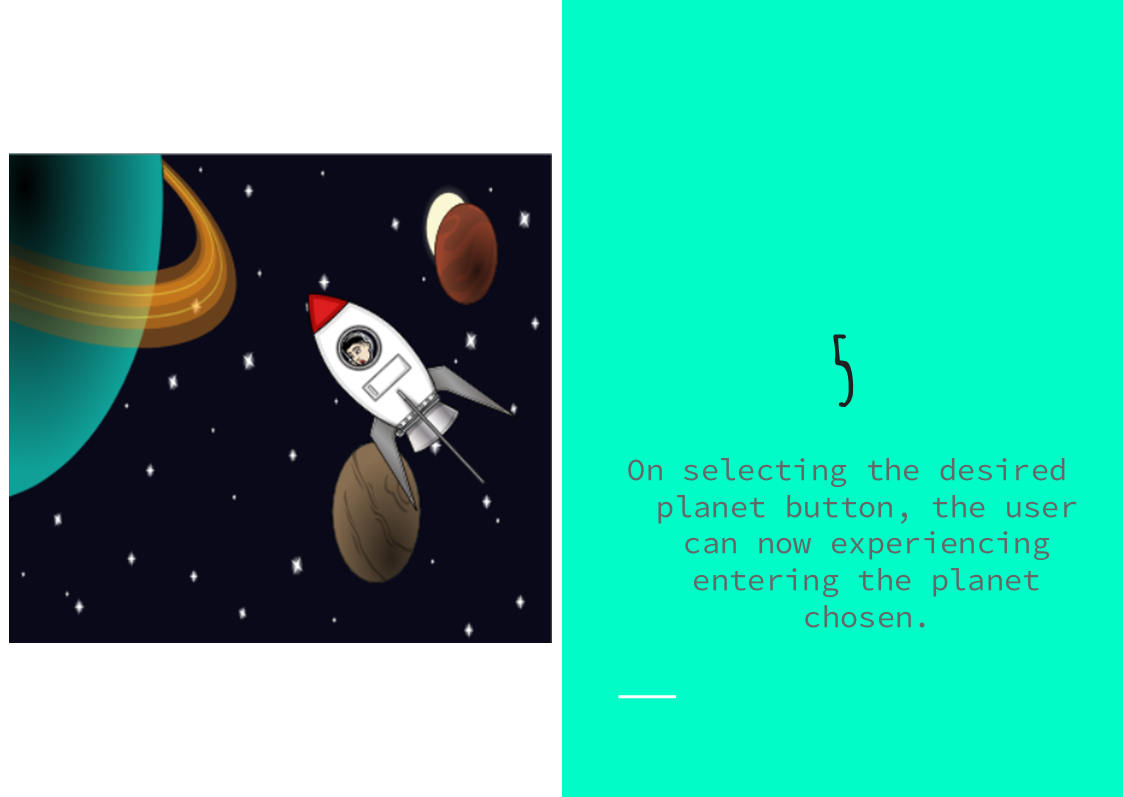 5
On selecting the desired
planet button, the user
can now experiencing
entering the planet
chosen.